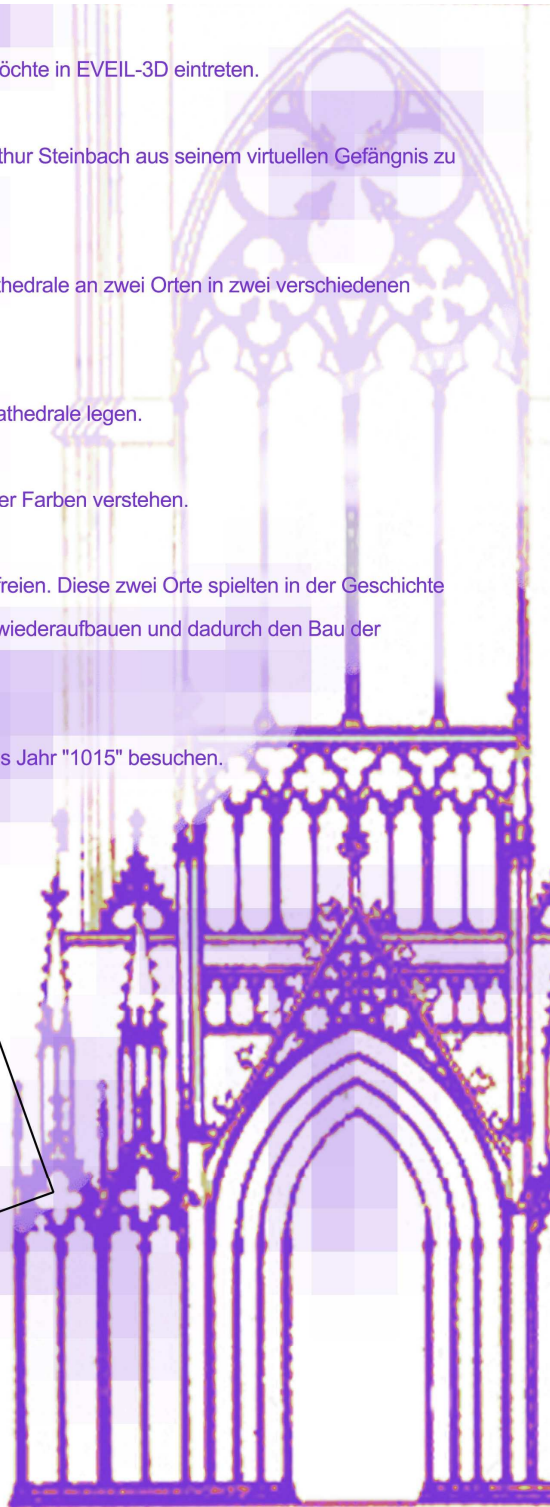 öchte in EVEIL-3D eintreten.
thur Steinbach aus seinem virtuellen Gefängnis zu
thedrale an zwei Orten in zwei verschiedenen
athedrale legen.
er Farben verstehen.
freien. Diese zwei Orte spielten in der Geschichte
wiederaufbauen und dadurch den Bau der
s Jahr "1015" besuchen.